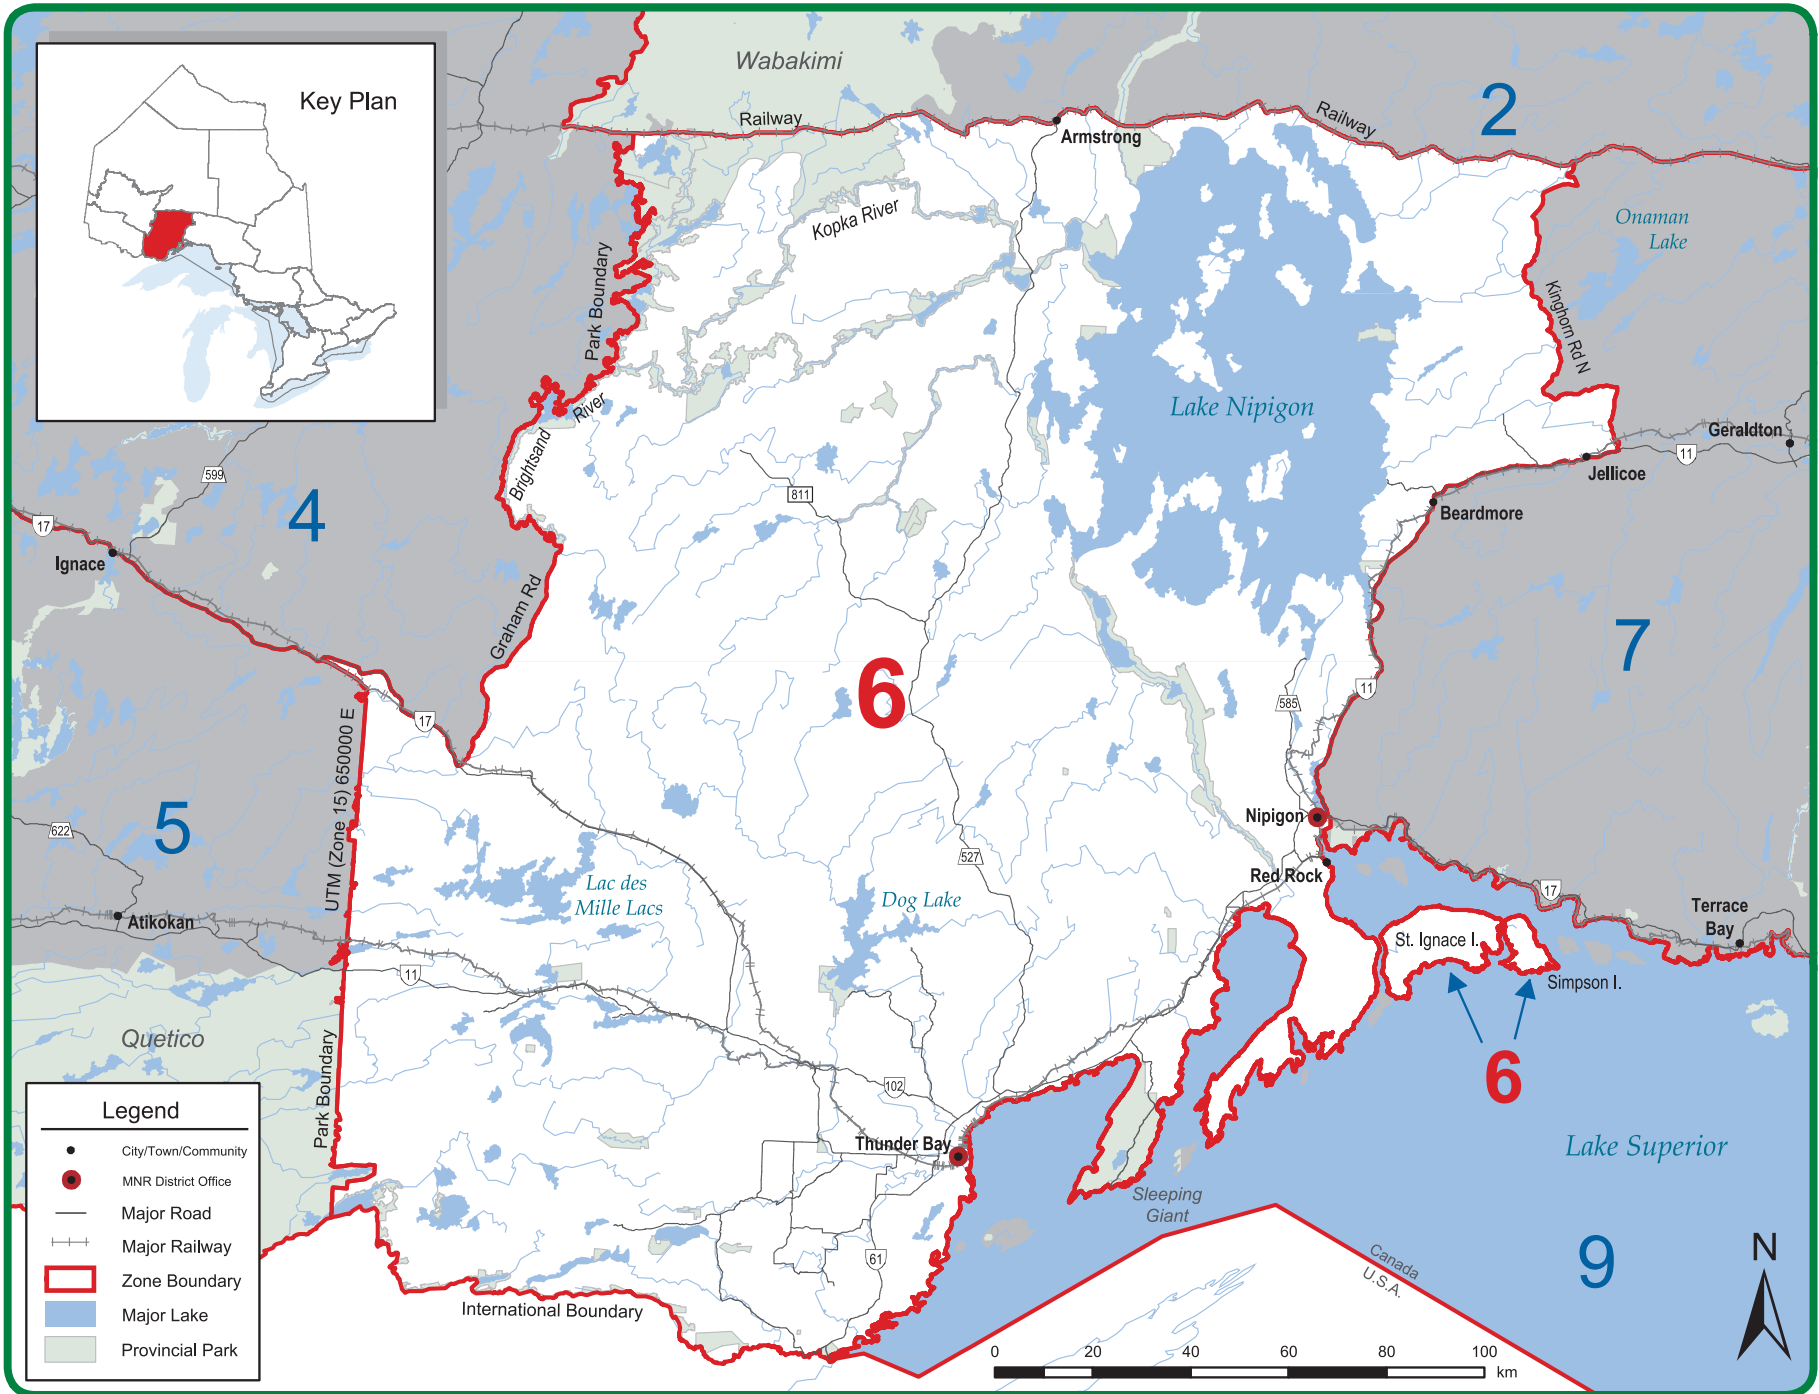 Key Plan
Wabakimi
Railway
Armstrong
Railway
2
Kopka River
Onaman
Lake
Park Boundary
Kinghorn Rd N
Lake Nipigon
Brightsand
River
Geraldton
11
Jellicoe
Beardmore
599
811
17
4
Ignace
Graham Rd
6
7
11
585
17
UTM (Zone 15) 650000 E
5
622
527
Nipigon
Red Rock
17
Lac des
Mille Lacs
Dog Lake
Terrace
Bay
Atikokan
St. Ignace I.
Simpson I.
11
6
Quetico
Park Boundary
102
Thunder Bay
Lake Superior
Sleeping
Giant
61
9
Canada
U.S.A.
International Boundary
N
Legend
City/Town/Community
MNR District Office
Major Road
Major Railway
Zone Boundary
Major Lake
Provincial Park
0 20 40 60 80 100
km